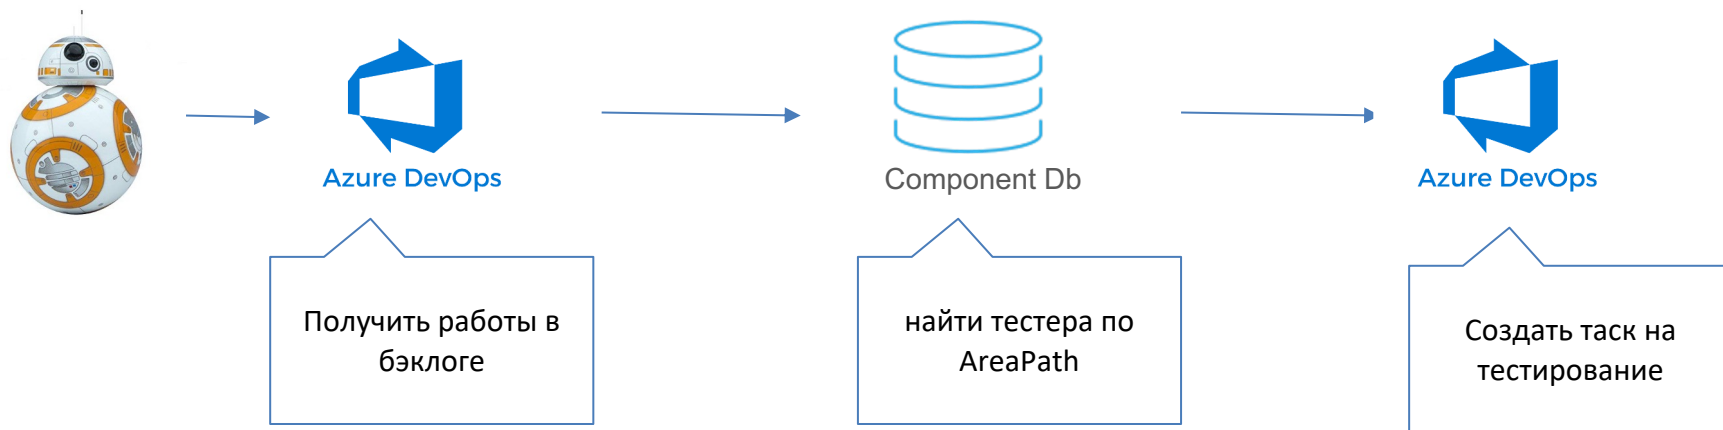 Azure DevOps
Component Db
Azure DevOps
Получить работы в
бэклоге
найти тестера по
AreaPath
Создать таск на
тестирование